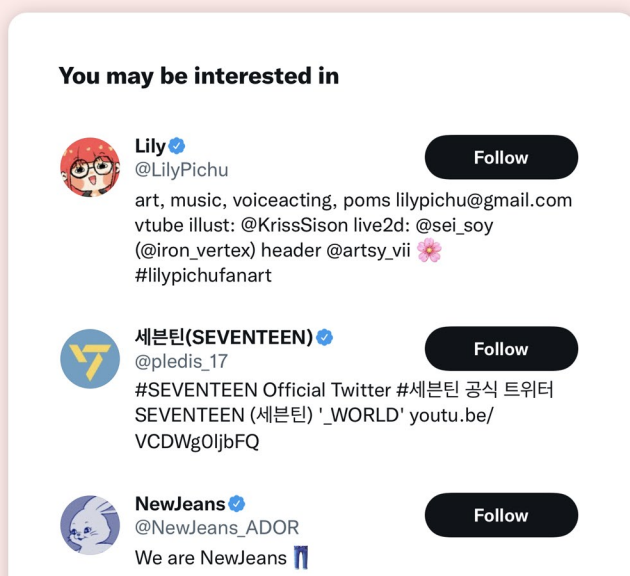 You may be interested in
Lily
Follow
@LilyPichu
art, music, voiceacting, poms lilypichu@gmail.com
vtube illust: @KrissSison live2d: @sei_soy
(@iron_vertex) header @artsy_vii 🌸
#lilypichufanart
세븐틴(SEVENTEEN)
Follow
@pledis_17
#SEVENTEEN Official Twitter #세븐틴 공식 트위터
SEVENTEEN (세븐틴) '_WORLD' youtu.be/
VCDWg0ljbFQ
NewJeans
Follow
@NewJeans_ADOR
We are NewJeans 👖